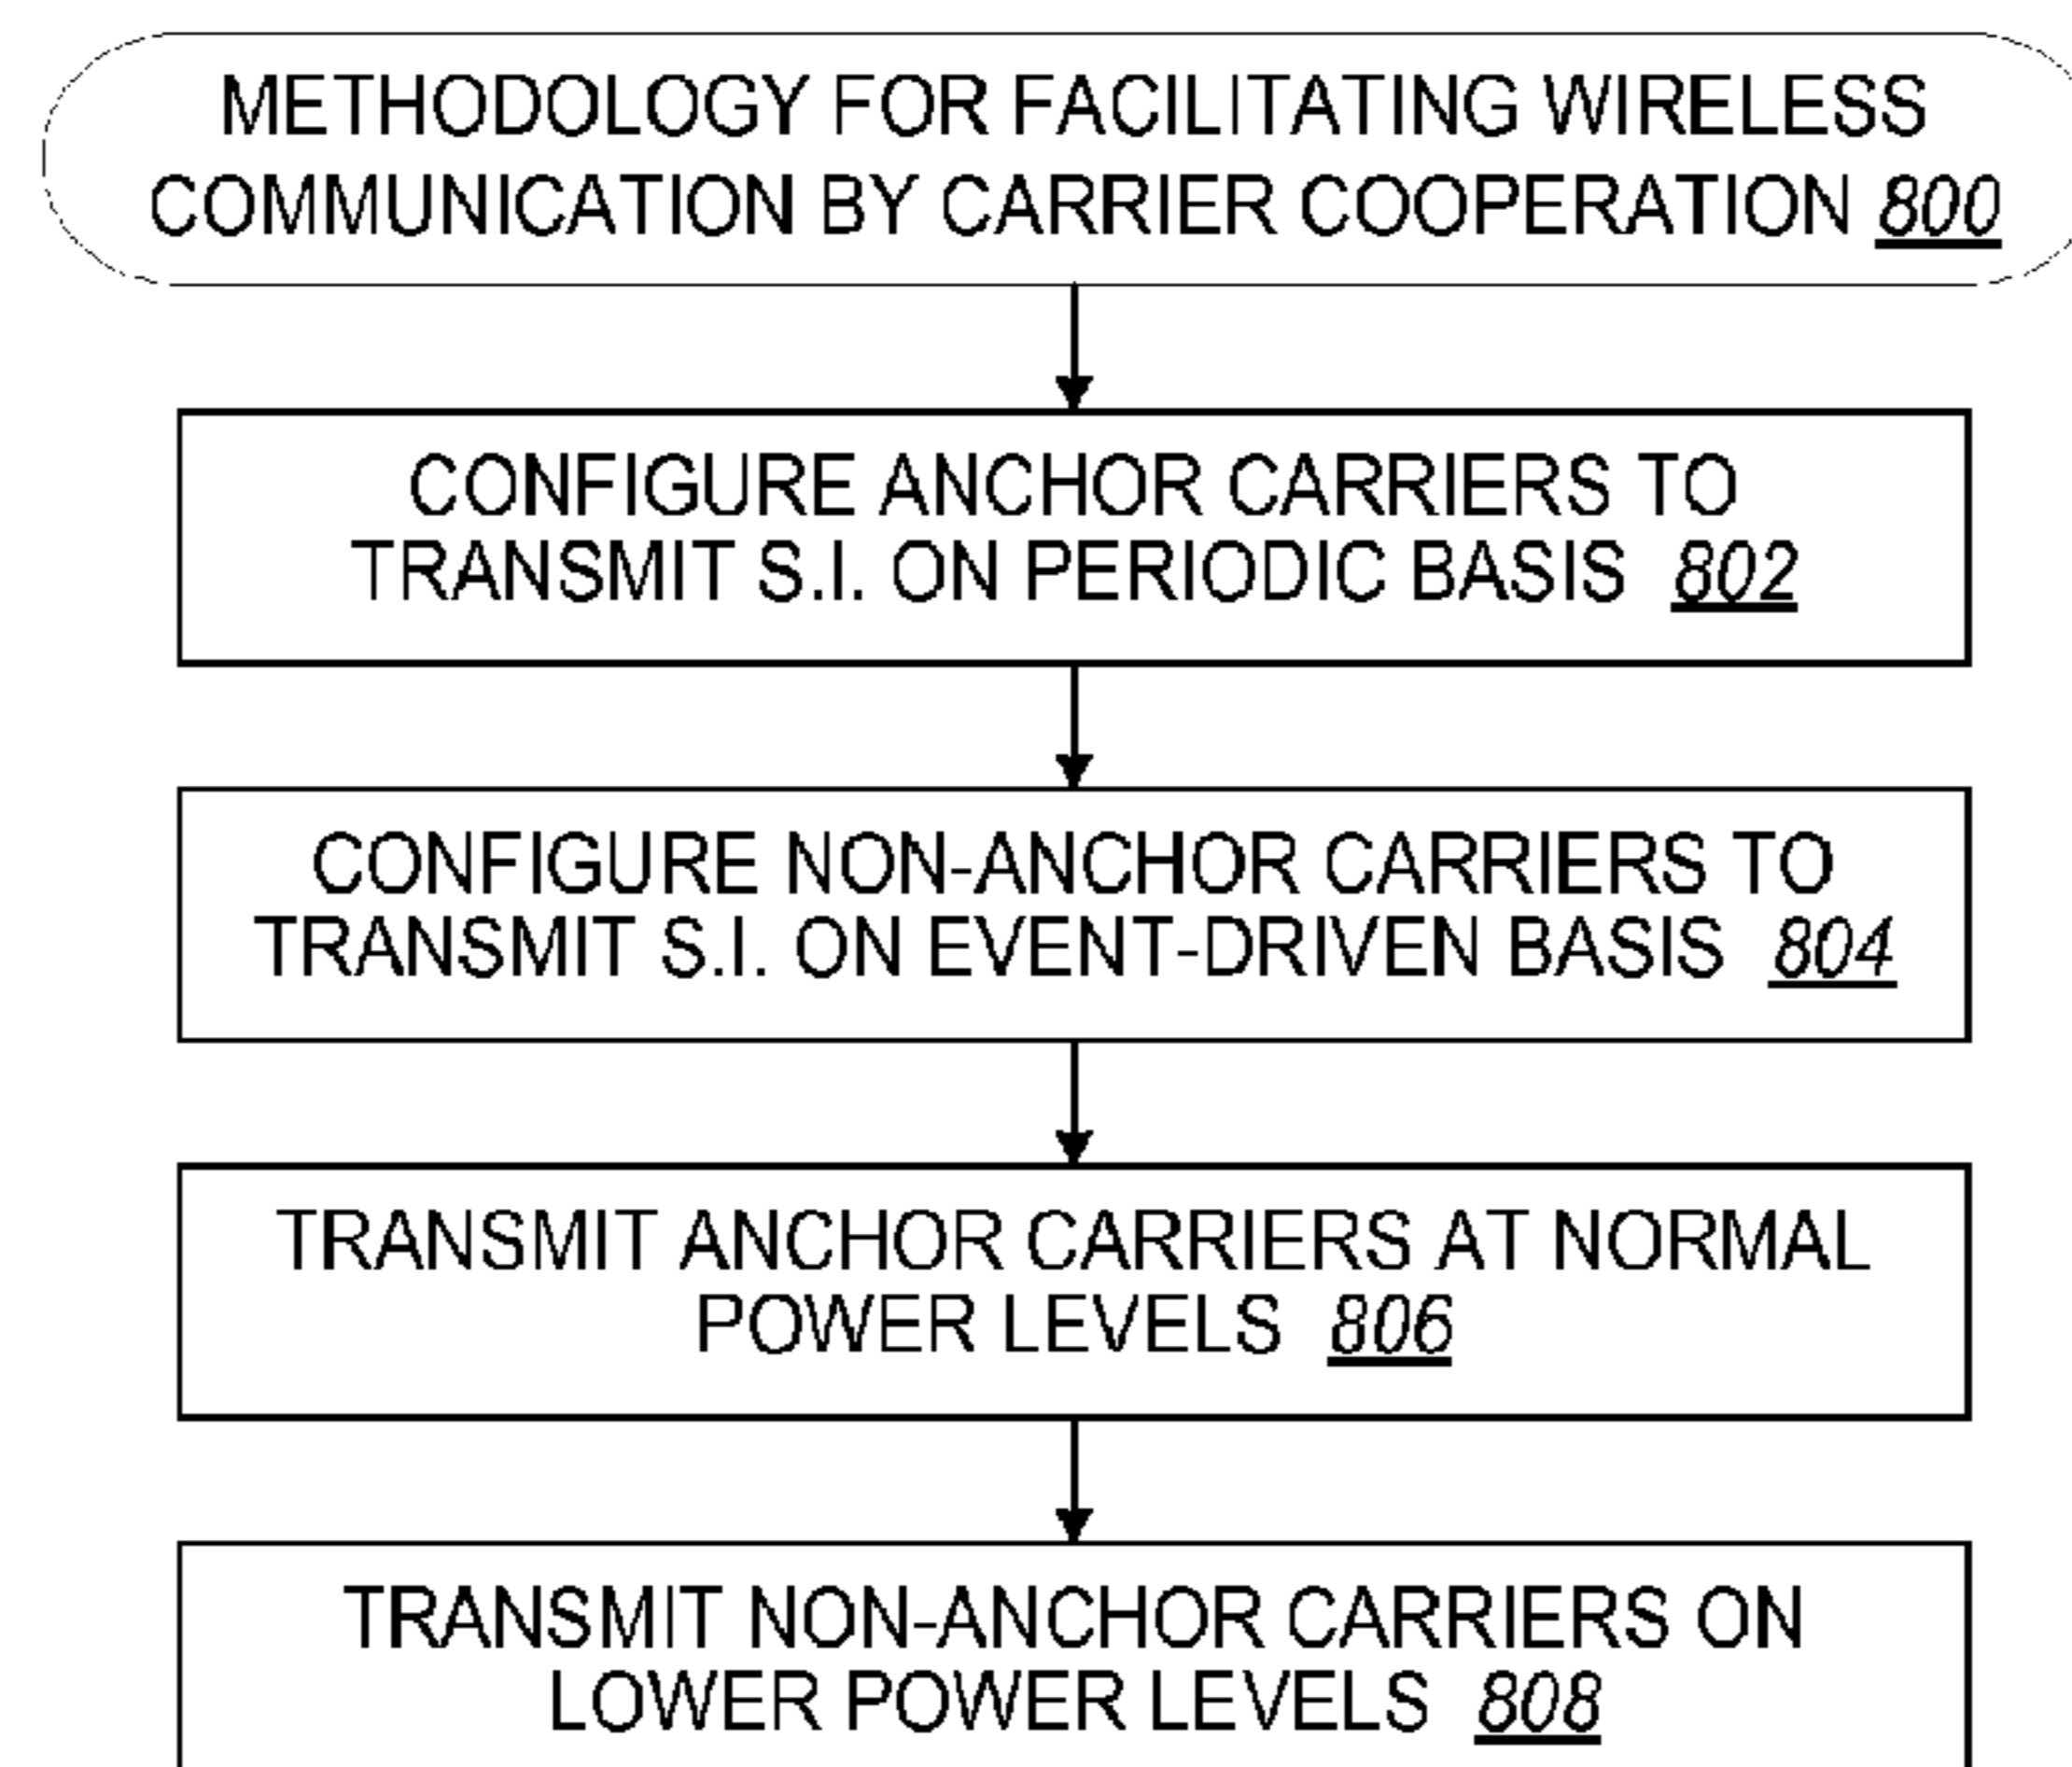 METHODOLOGY FOR FACILITATING WIRELESS
COMMUNICATION BY CARRIER COOPERATION 800
CONFIGURE ANCHOR CARRIERS TO
TRANSMIT S.I. ON PERIODIC BASIS 802
CONFIGURE NON-ANCHOR CARRIERS TO
TRANSMIT S.I. ON EVENT-DRIVEN BASIS 804
TRANSMIT ANCHOR CARRIERS AT NORMAL
POWER LEVELS 806
TRANSMIT NON-ANCHOR CARRIERS ON
LOWER POWER LEVELS 808